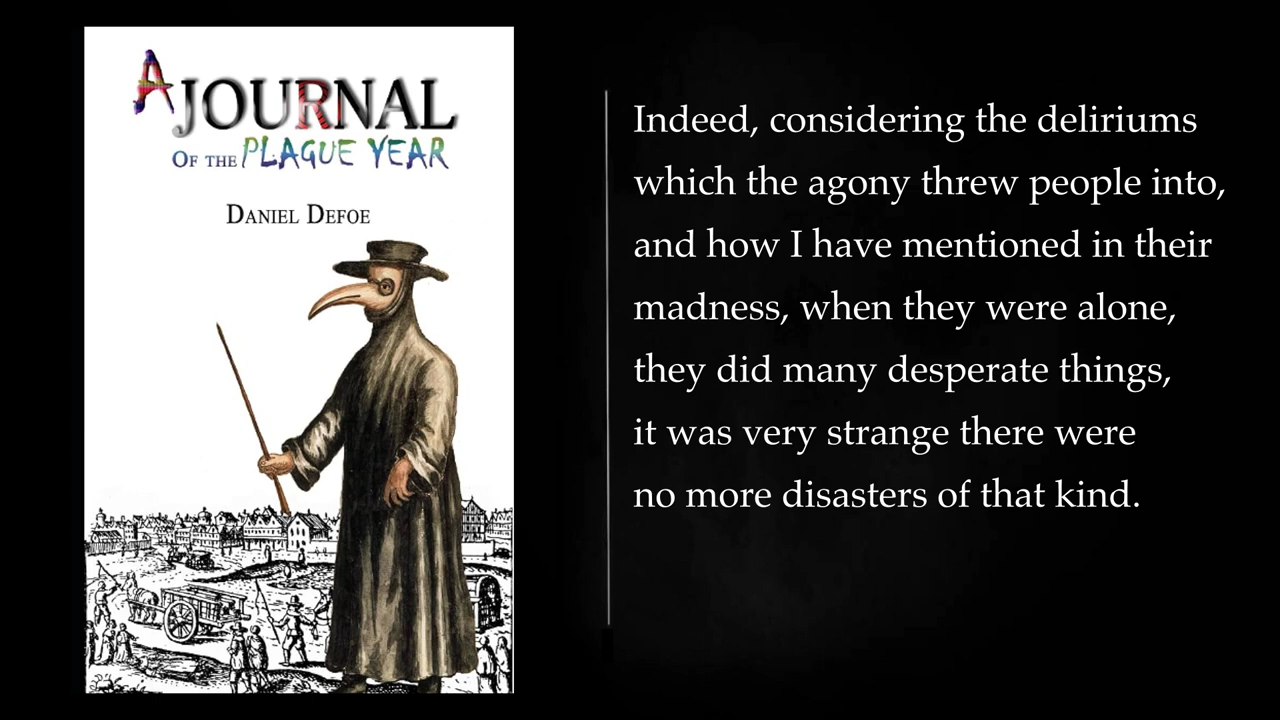 A JOURNAL
OF THE PLAGUE YEAR
DANIEL DEFOE
Indeed, considering the deliriums
which the agony threw people into,
and how I have mentioned in their
madness, when they were alone,
they did many desperate things,
it was very strange there were
no more disasters of that kind.